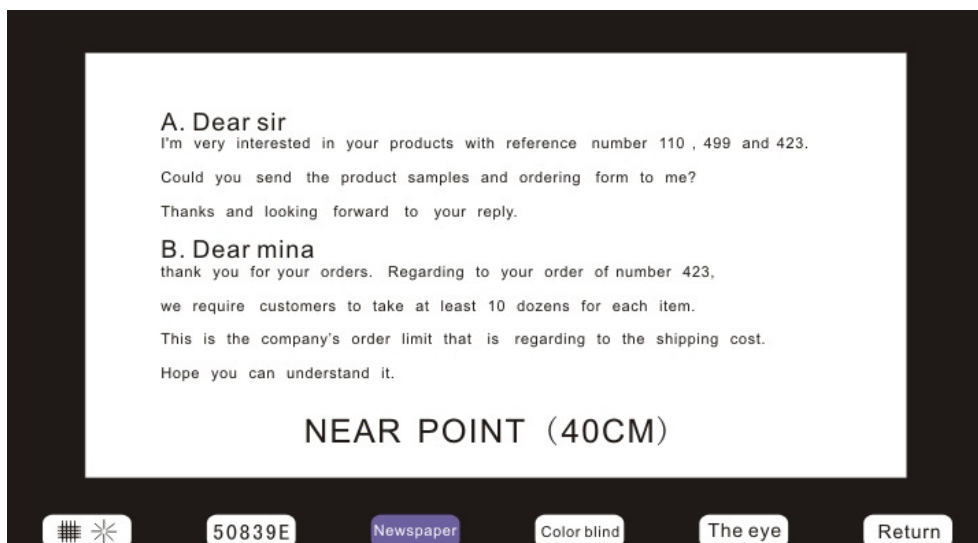 A. Dear sir
I'm very interested in your products with reference number 110 , 499 and 423.
Could you send the product samples and ordering form to me?
Thanks and looking forward to your reply.
B. Dear mina
thank you for your orders. Regarding to your order of number 423,
we require customers to take at least 10 dozens for each item.
This is the company's order limit that is regarding to the shipping cost.
Hope you can understand it.
NEAR POINT（40CM）
50839E Newspaper Color blind The eye Return